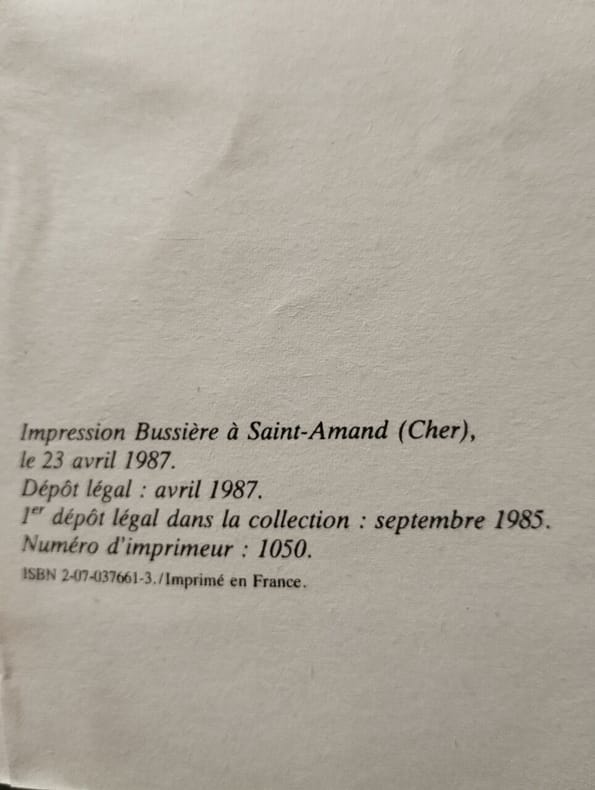 Impression Bussière à Saint-Amand (Cher),
le 23 avril 1987.
Dépôt légal : avril 1987.
1er dépôt légal dans la collection : septembre 1985.
Numéro d'imprimeur : 1050.
ISBN 2-07-037661-3./Imprimé en France.